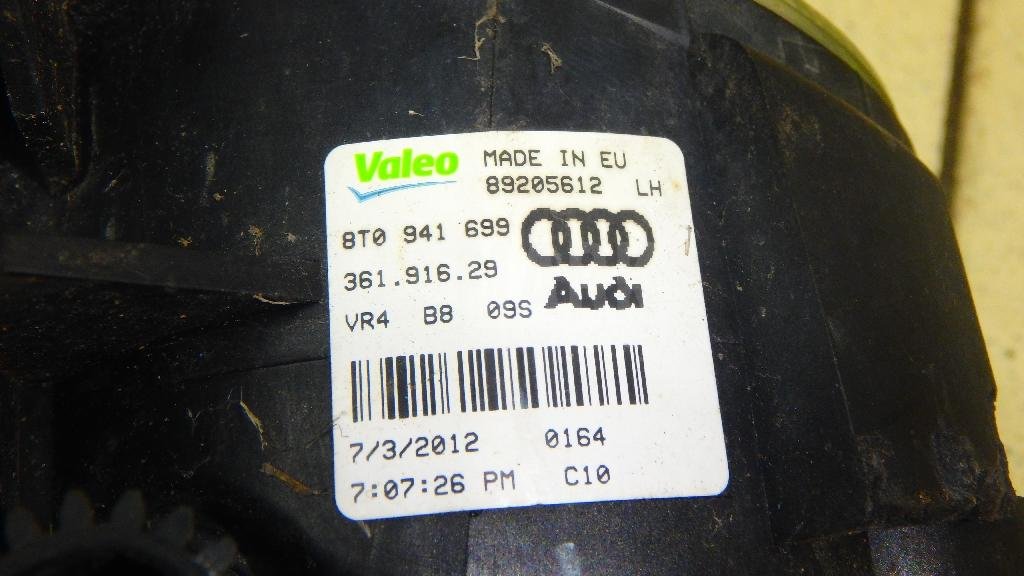 Valeo MADE IN EU
89205612 LH
8T0 941 699
361.916.29
Audi
VR4 B8 09S
7/3/2012 0164
7:07:26 PM C10